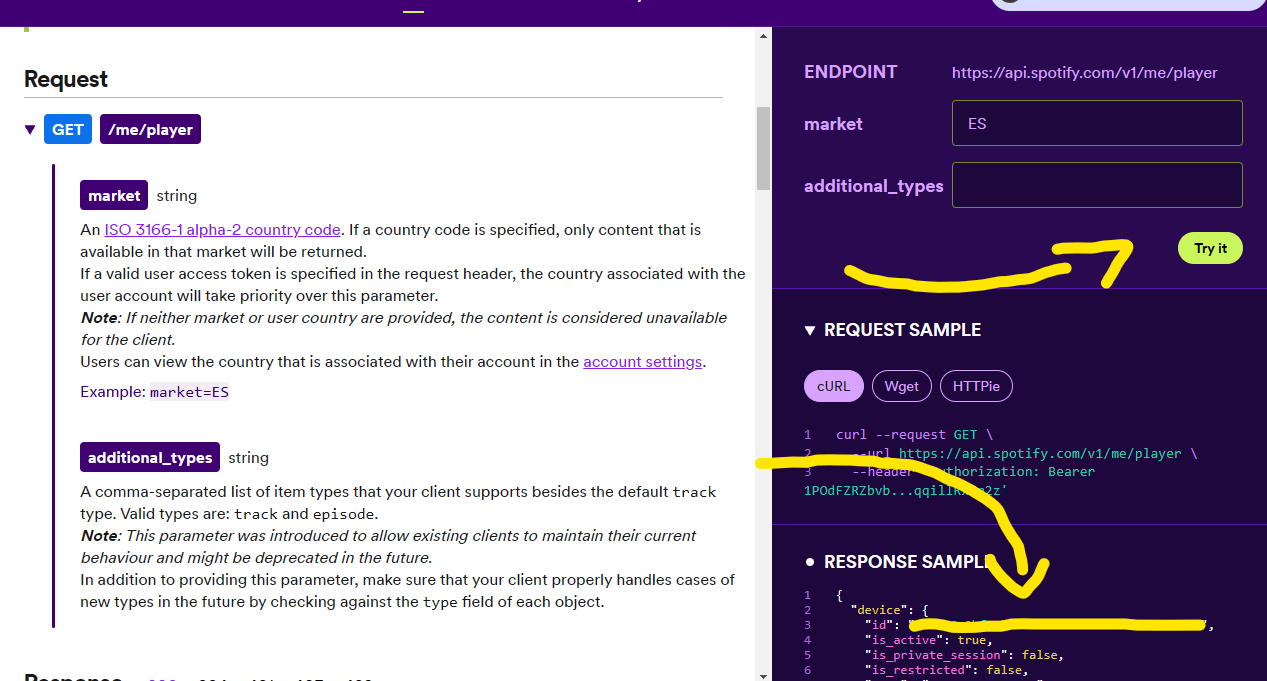 Request
GET /me/player
market string
An ISO 3166-1 alpha-2 country code. If a country code is specified, only content that is
available in that market will be returned.
If a valid user access token is specified in the request header, the country associated with the
user account will take priority over this parameter.
Note: If neither market or user country are provided, the content is considered unavailable
for the client.
Users can view the country that is associated with their account in the account settings.
Example: market=ES
additional_types string
A comma-separated list of item types that your client supports besides the default track
type. Valid types are: track and episode.
Note: This parameter was introduced to allow existing clients to maintain their current
behaviour and might be deprecated in the future.
In addition to providing this parameter, make sure that your client properly handles cases of
new types in the future by checking against the type field of each object.
Response
ENDPOINT https://api.spotify.com/v1/me/player
market ES
additional_types
Try it
REQUEST SAMPLE
cURL Wget HTTPie
1 curl --request GET \
2 --url https://api.spotify.com/v1/me/player \
3 --header Authorization: Bearer
RESPONSE SAMPLE
1 {
2 "device": {
3 "id": ",
4 "is_active": true,
5 "is_private_session": false,
6 "is_restricted": false,